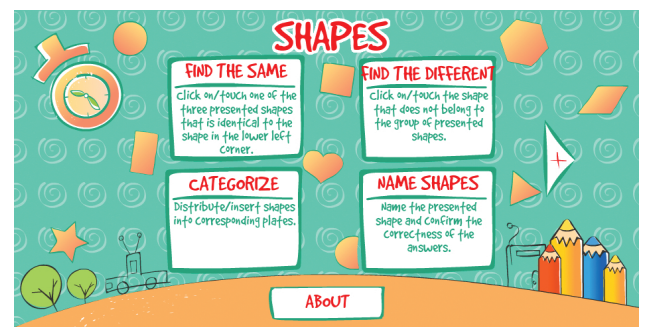 SHAPES
FIND THE SAME
Click on/touch one of the
three presented shapes
that is identical to the
shape in the lower left
corner.
FIND THE DIFFERENT
Click on/touch the shape
that does not belong to
the group of presented
shapes.
CATEGORIZE
Distribute/insert shapes
into corresponding plates.
NAME SHAPES
Name the presented
shape and confirm the
correctness of the
answers.
ABOUT